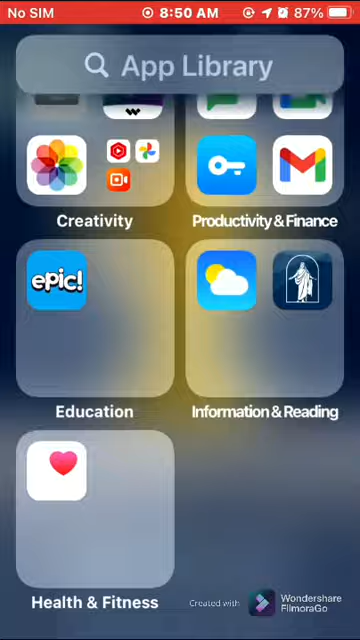 No SIM 8:50 AM 87%
App Library
Creativity
Productivity & Finance
epic!
Education
Information & Reading
Health & Fitness
Created with Wondershare
FilmoraGo